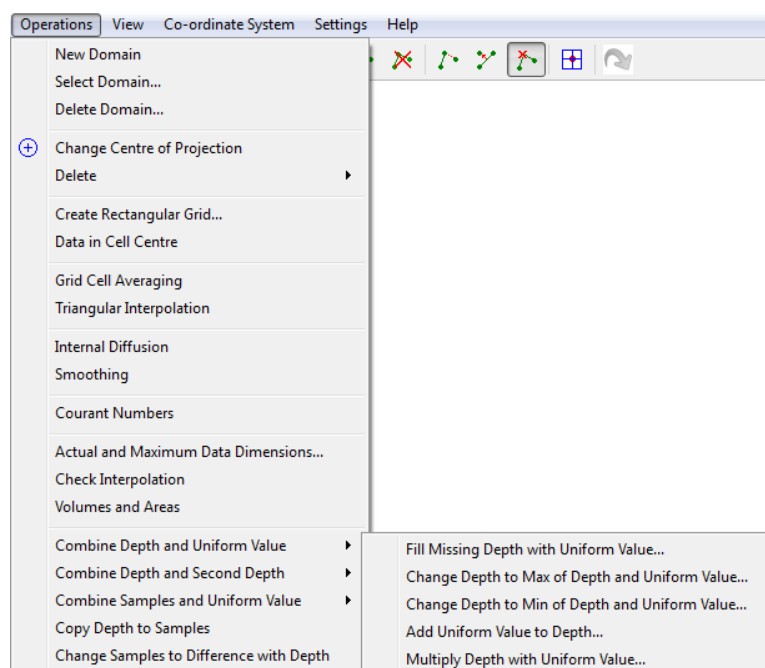 Operations View Co-ordinate System Settings Help
New Domain
Select Domain...
Delete Domain...
Change Centre of Projection
Delete
Create Rectangular Grid...
Data in Cell Centre
Grid Cell Averaging
Triangular Interpolation
Internal Diffusion
Smoothing
Courant Numbers
Actual and Maximum Data Dimensions...
Check Interpolation
Volumes and Areas
Combine Depth and Uniform Value
Combine Depth and Second Depth
Combine Samples and Uniform Value
Copy Depth to Samples
Change Samples to Difference with Depth
Fill Missing Depth with Uniform Value...
Change Depth to Max of Depth and Uniform Value...
Change Depth to Min of Depth and Uniform Value...
Add Uniform Value to Depth...
Multiply Depth with Uniform Value...